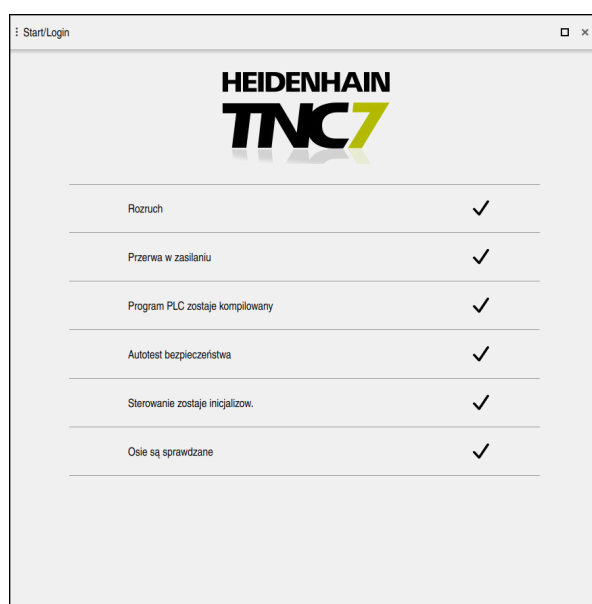 Start/Login
HEIDENHAIN
TNC7
Rozruch
Przerwa w zasilaniu
Program PLC zostaje kompilowany
Autotest bezpieczeństwa
Sterowanie zostaje inicjalizow.
Osie są sprawdzane